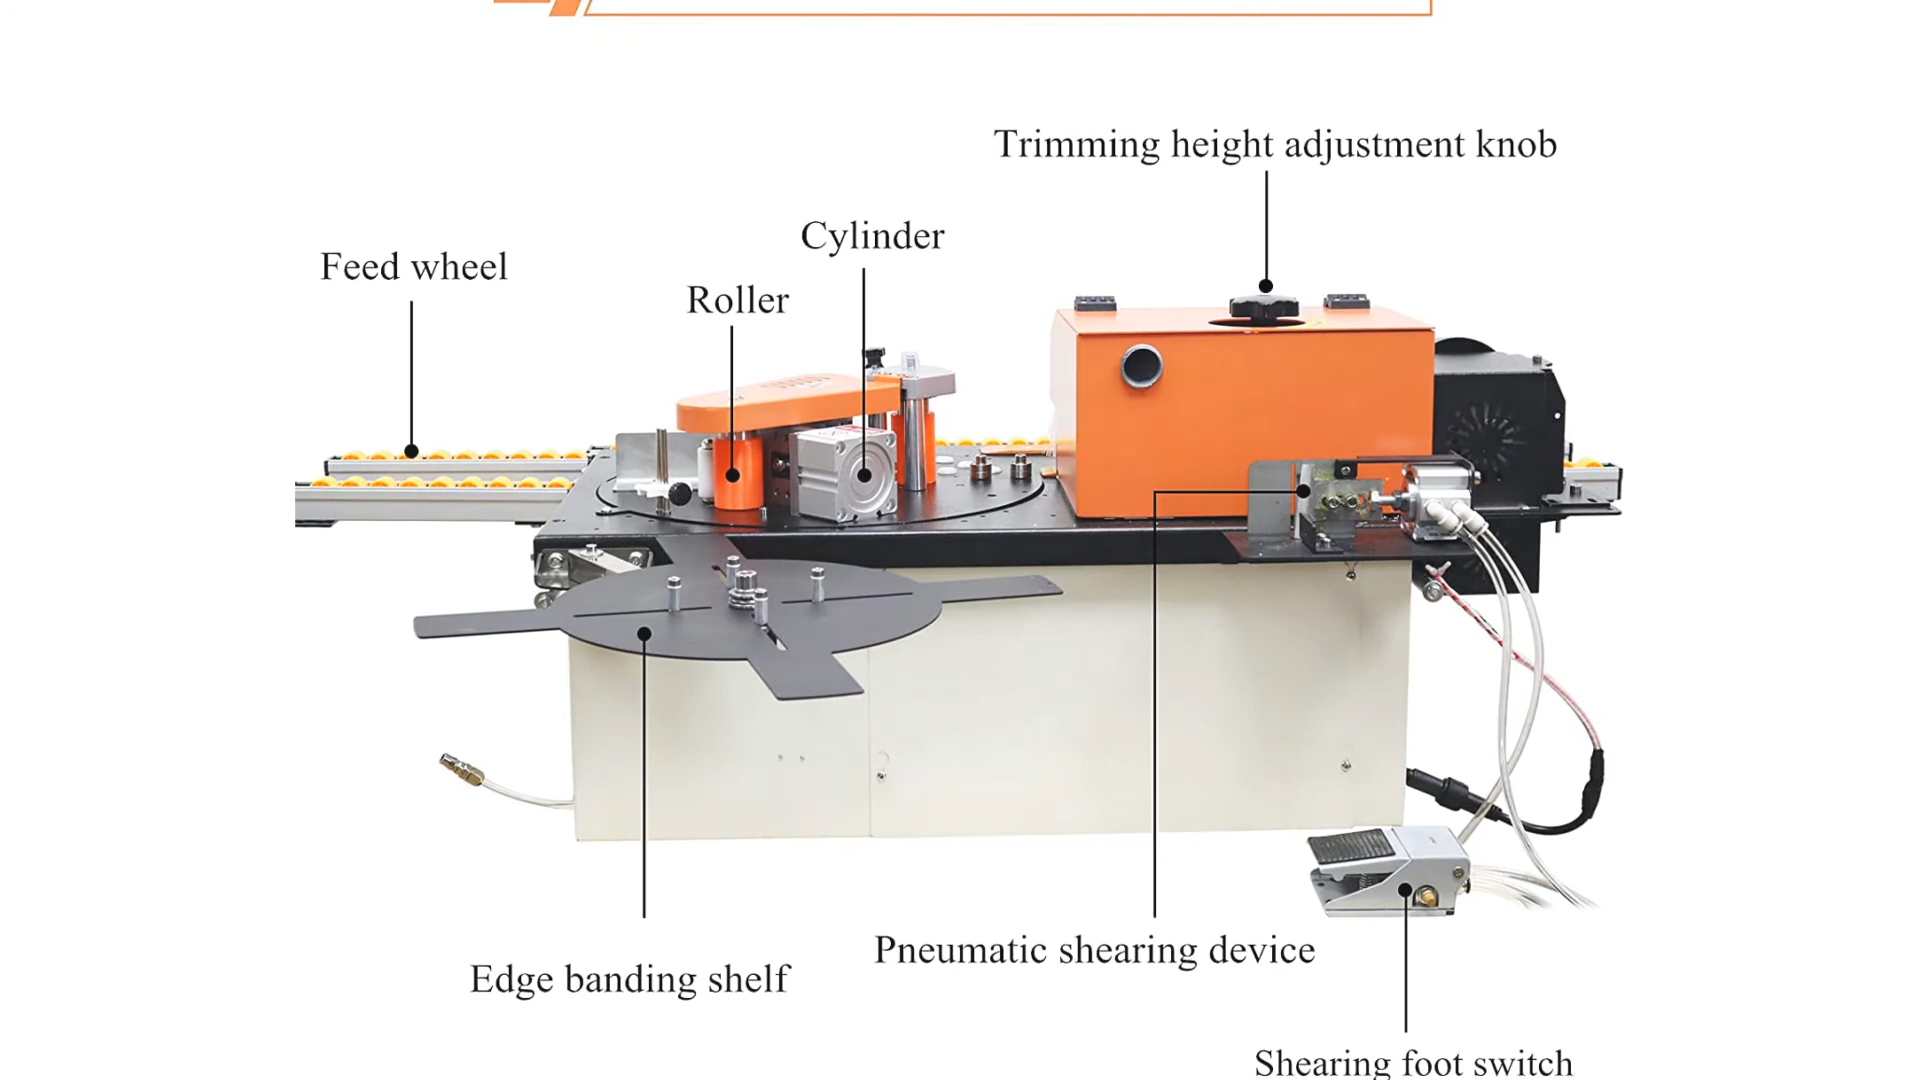 Trimming height adjustment knob
Cylinder
Feed wheel
Roller
Pneumatic shearing device
Edge banding shelf
Shearing foot switch